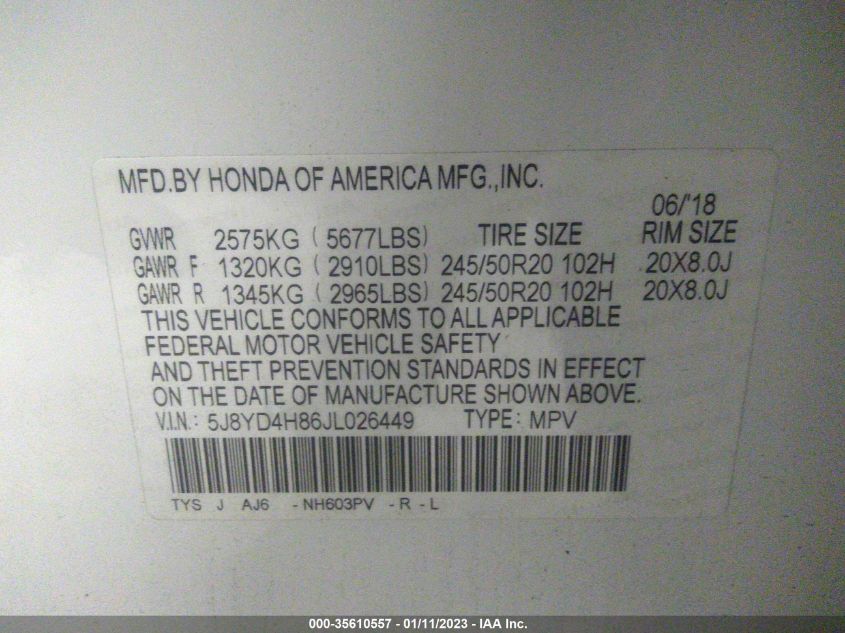 MFD.BY HONDA OF AMERICA MFG.,INC.
06/'18
GVWR 2575KG ( 5677LBS) TIRE SIZE RIM SIZE
GAWR F 1320KG ( 2910LBS) 245/50R20 102H 20X8.0J
GAWR R 1345KG ( 2965LBS) 245/50R20 102H 20X8.0J
THIS VEHICLE CONFORMS TO ALL APPLICABLE
FEDERAL MOTOR VEHICLE SAFETY
AND THEFT PREVENTION STANDARDS IN EFFECT
ON THE DATE OF MANUFACTURE SHOWN ABOVE.
V.I.N.: 5J8YD4H86JL026449 TYPE: MPV
TYS J AJ6 -NH603PV -R -L
000-35610557 - 01/11/2023 - IAA Inc.